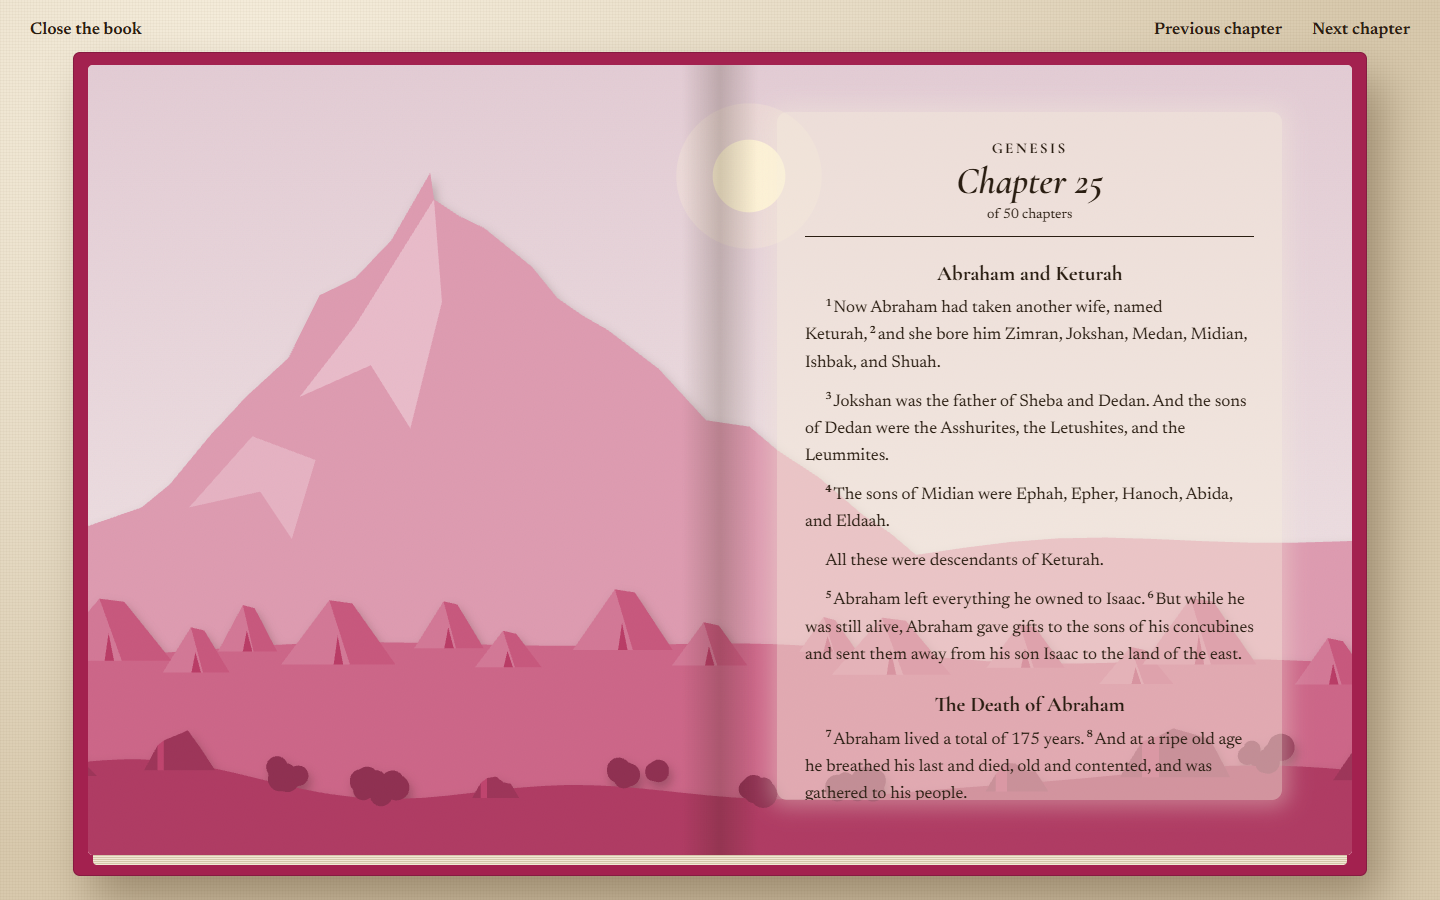 Close the book
Previous chapter
Next chapter
GENESIS
Chapter 25
of 50 chapters
Abraham and Keturah
1 Now Abraham had taken another wife, named
Keturah, 2 and she bore him Zimran, Jokshan, Medan, Midian,
Ishbak, and Shuah.
3 Jokshan was the father of Sheba and Dedan. And the sons
of Dedan were the Asshurites, the Letushites, and the
Leummites.
4 The sons of Midian were Ephah, Epher, Hanoch, Abida,
and Eldaah.
All these were descendants of Keturah.
5 Abraham left everything he owned to Isaac. 6 But while he
was still alive, Abraham gave gifts to the sons of his concubines
and sent them away from his son Isaac to the land of the east.
The Death of Abraham
7 Abraham lived a total of 175 years. 8 And at a ripe old age
he breathed his last and died, old and contented, and was
gathered to his people.